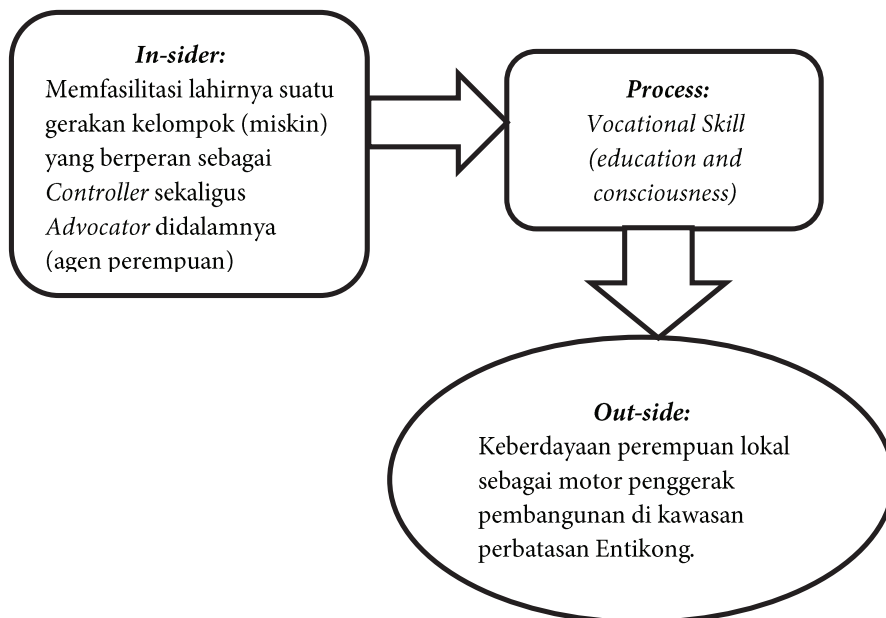 In-sider:
Memfasilitasi lahirnya suatu
gerakan kelompok (miskin)
yang berperan sebagai
Controller sekaligus
Advocator didalamnya
(agen perempuan)
Process:
Vocational Skill
(education and
consciousness)
Out-side:
Keberdayaan perempuan lokal
sebagai motor penggerak
pembangunan di kawasan
perbatasan Entikong.